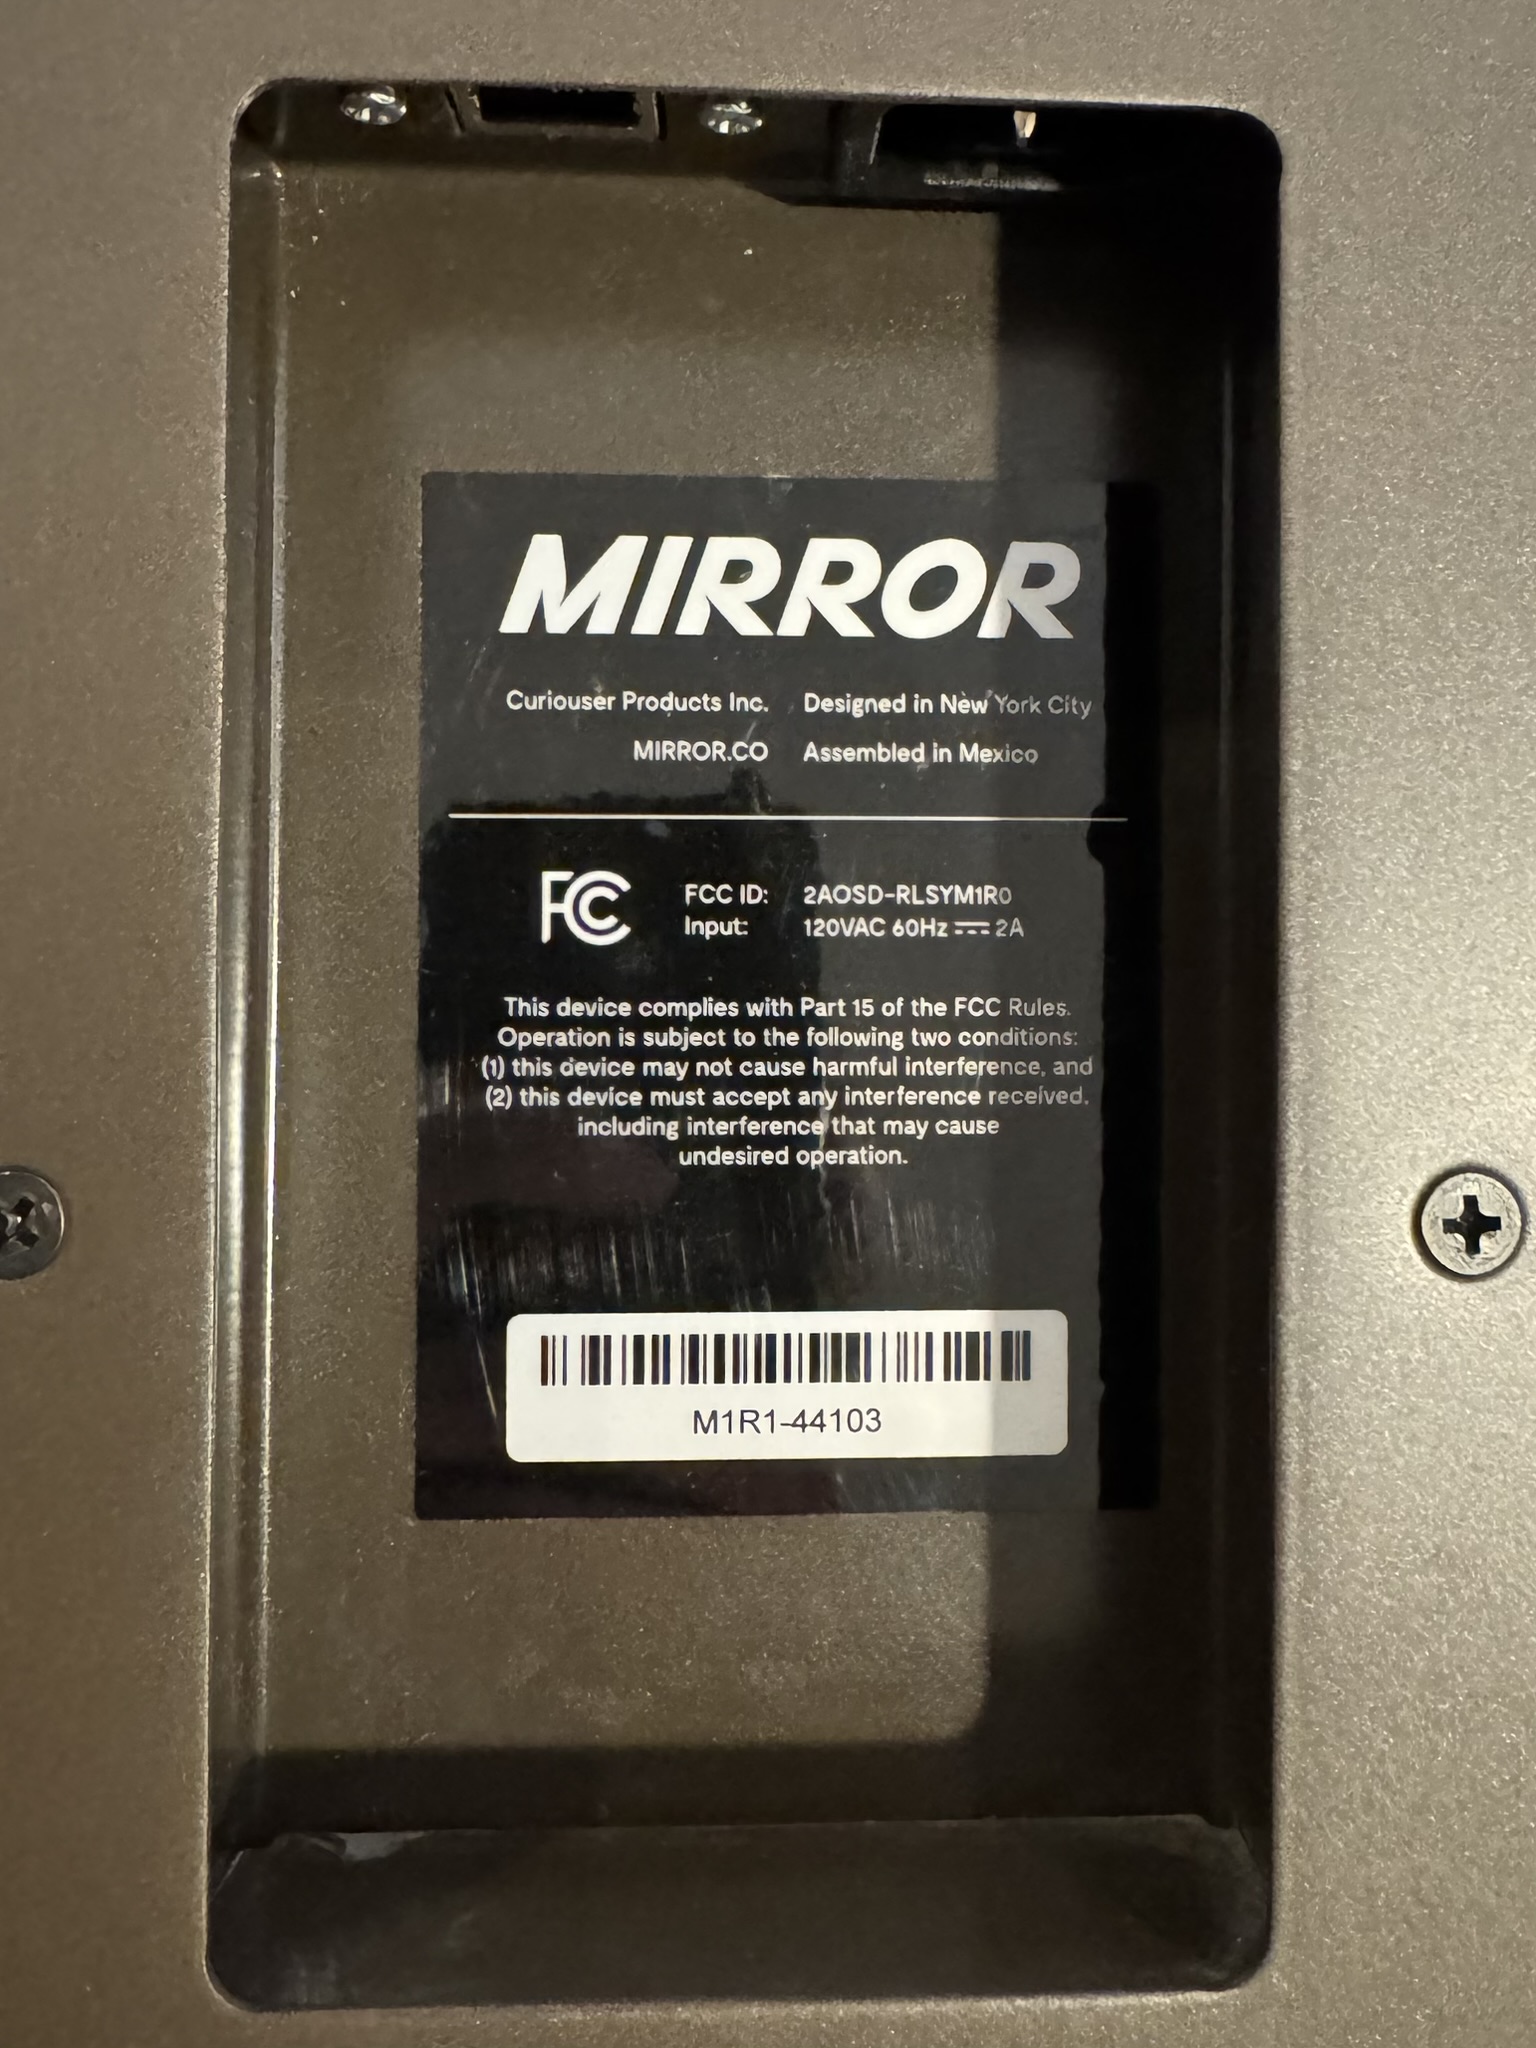 MIRROR
Curiouser Products Inc. Designed in New York City
MIRROR.CO Assembled in Mexico
FC FCC ID: 2AOSD-RLSYM1R0
Input: 120VAC 60Hz ⎓ 2A
This device complies with Part 15 of the FCC Rules.
Operation is subject to the following two conditions:
(1) this device may not cause harmful interference, and
(2) this device must accept any interference received,
including interference that may cause
undesired operation.
M1R1-44103